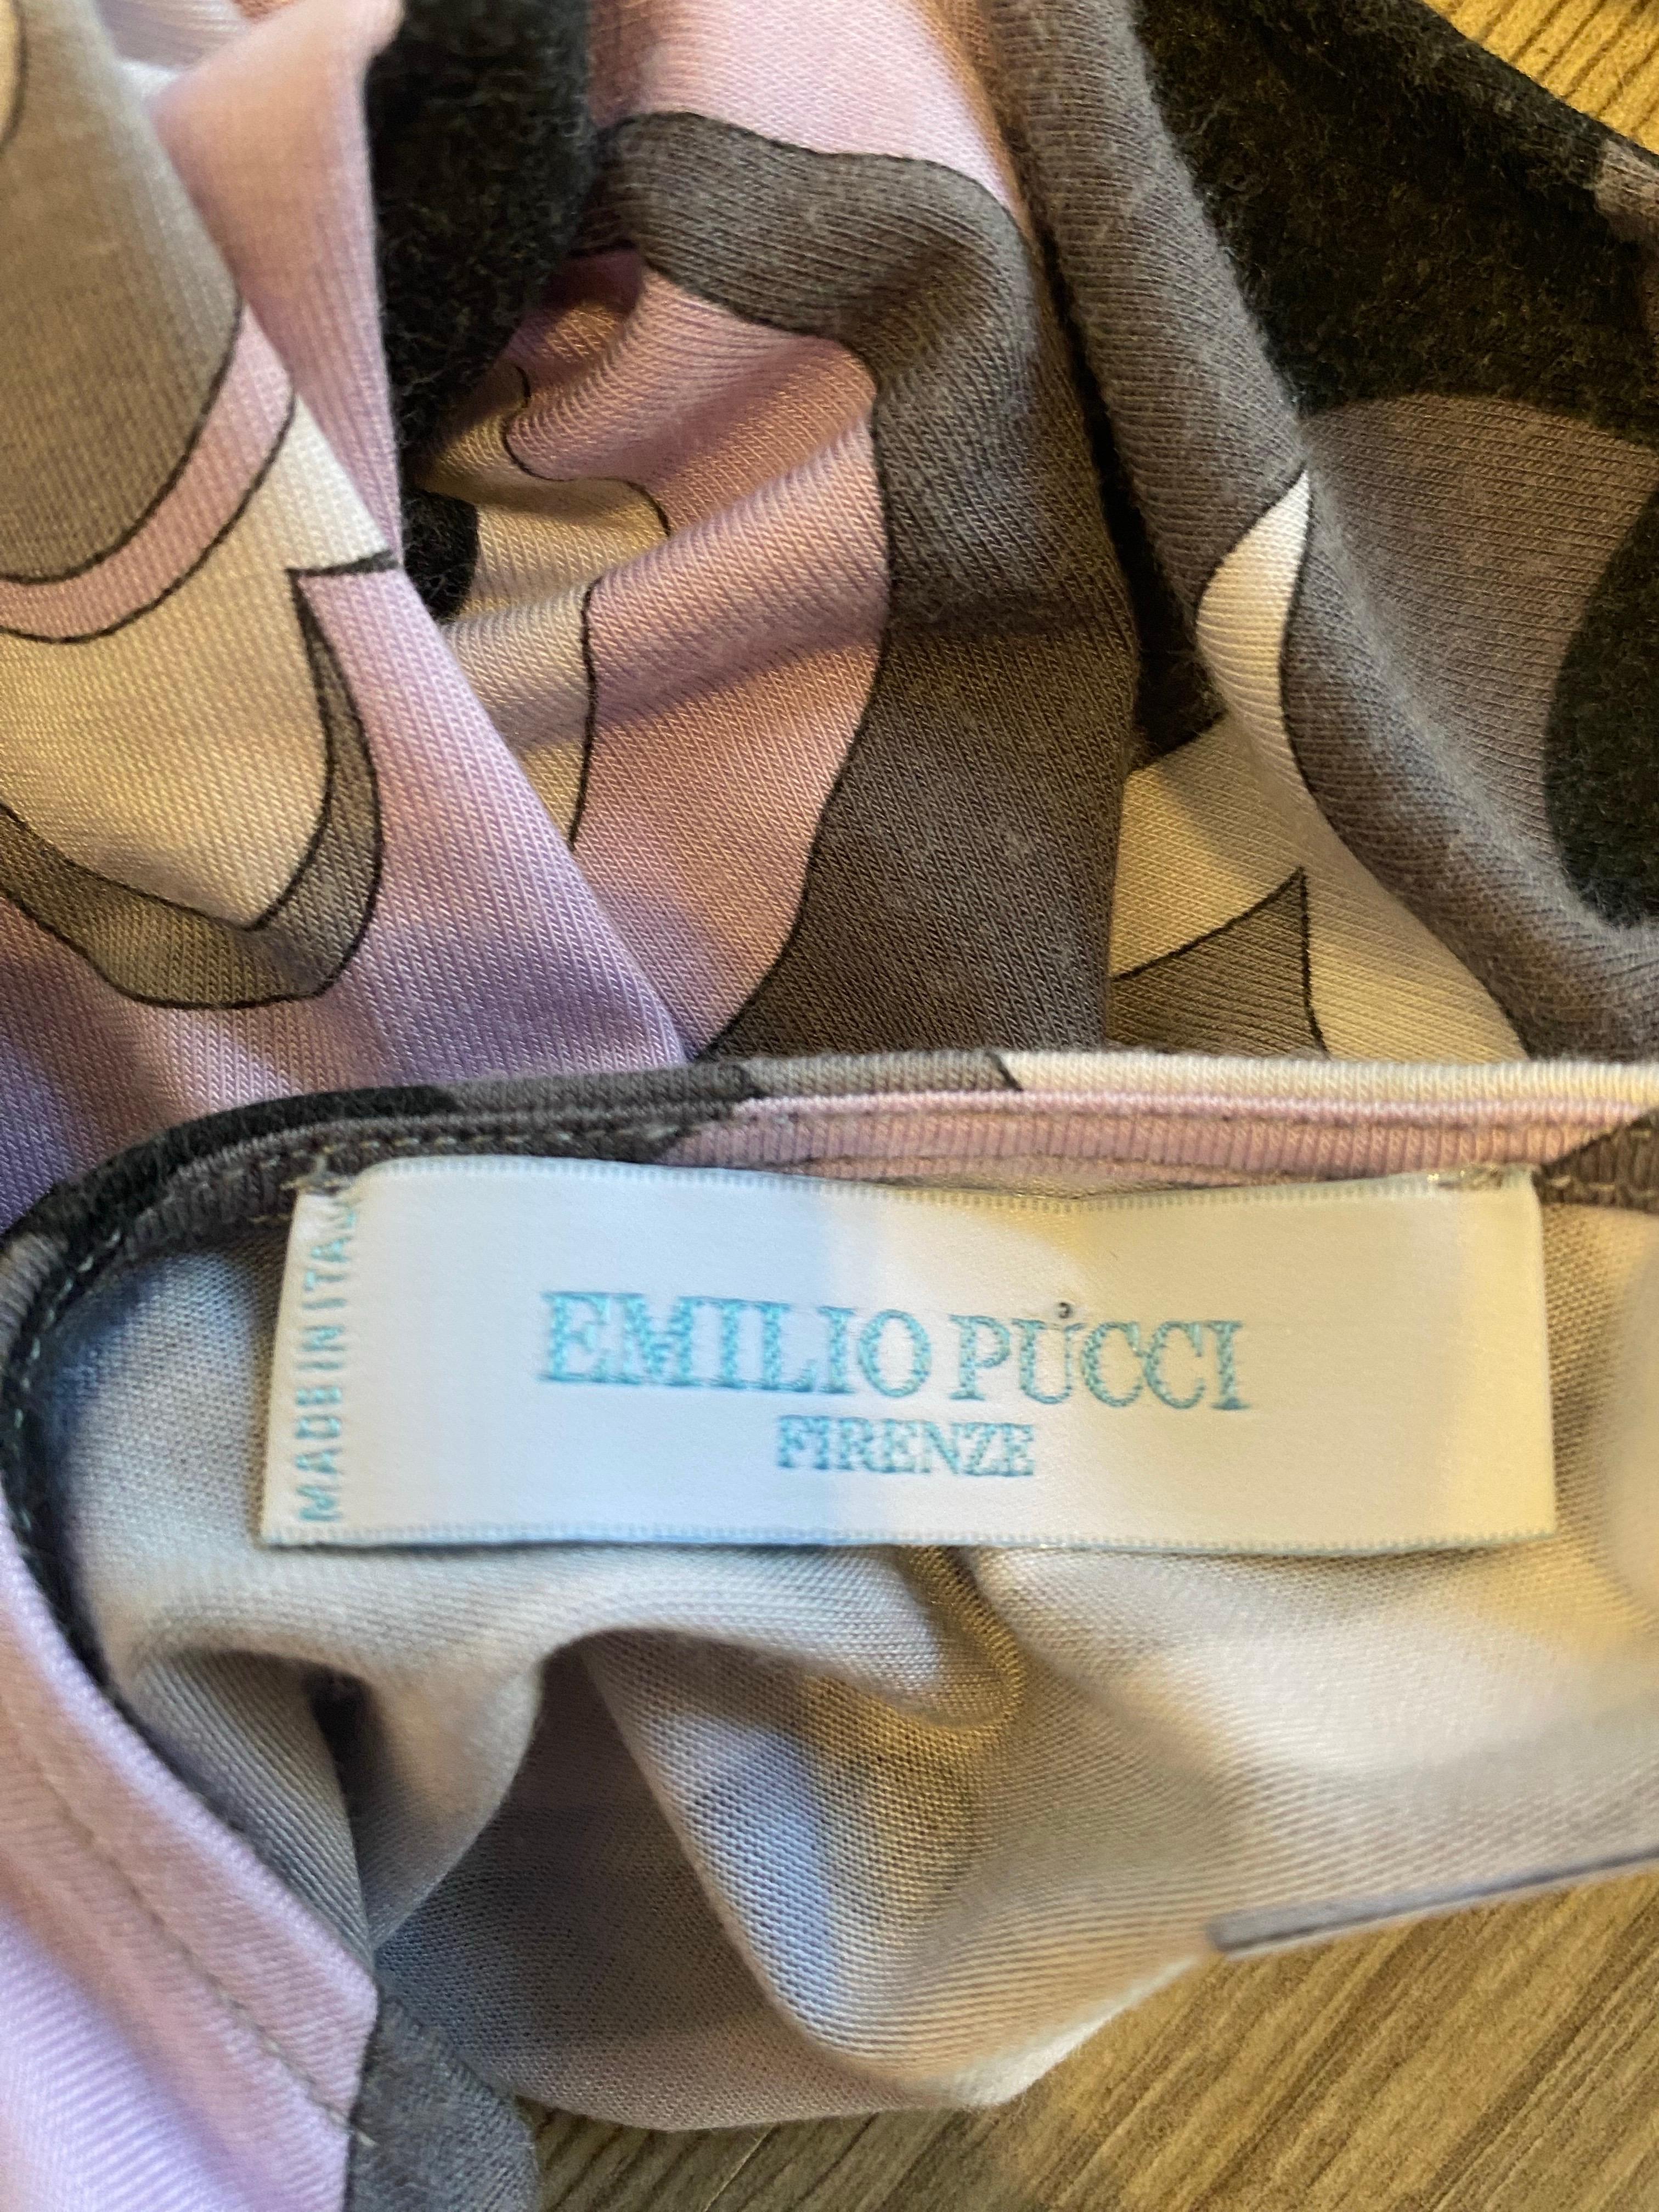 EMILIO PUCCI
FIRENZE
MADE IN ITALY